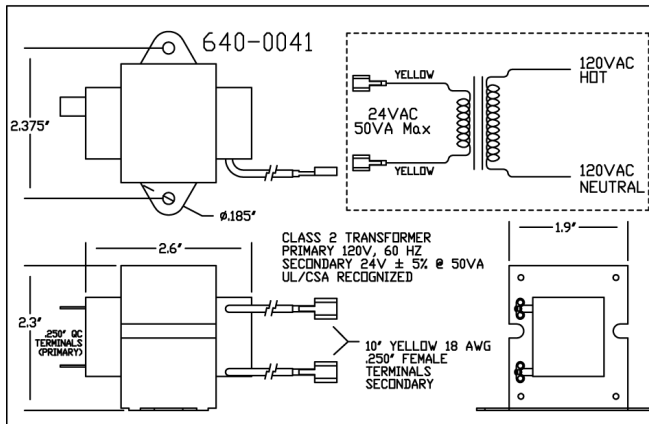 640-0041
2.375"
Ø.185"
YELLOW
24VAC
50VA Max
YELLOW
120VAC
HOT
120VAC
NEUTRAL
2.6"
2.3"
.250" QC
TERMINALS
(PRIMARY)
CLASS 2 TRANSFORMER
PRIMARY 120V, 60 HZ
SECONDARY 24V ± 5% @ 50VA
UL/CSA RECOGNIZED
10" YELLOW 18 AWG
.250" FEMALE
TERMINALS
SECONDARY
1.9"